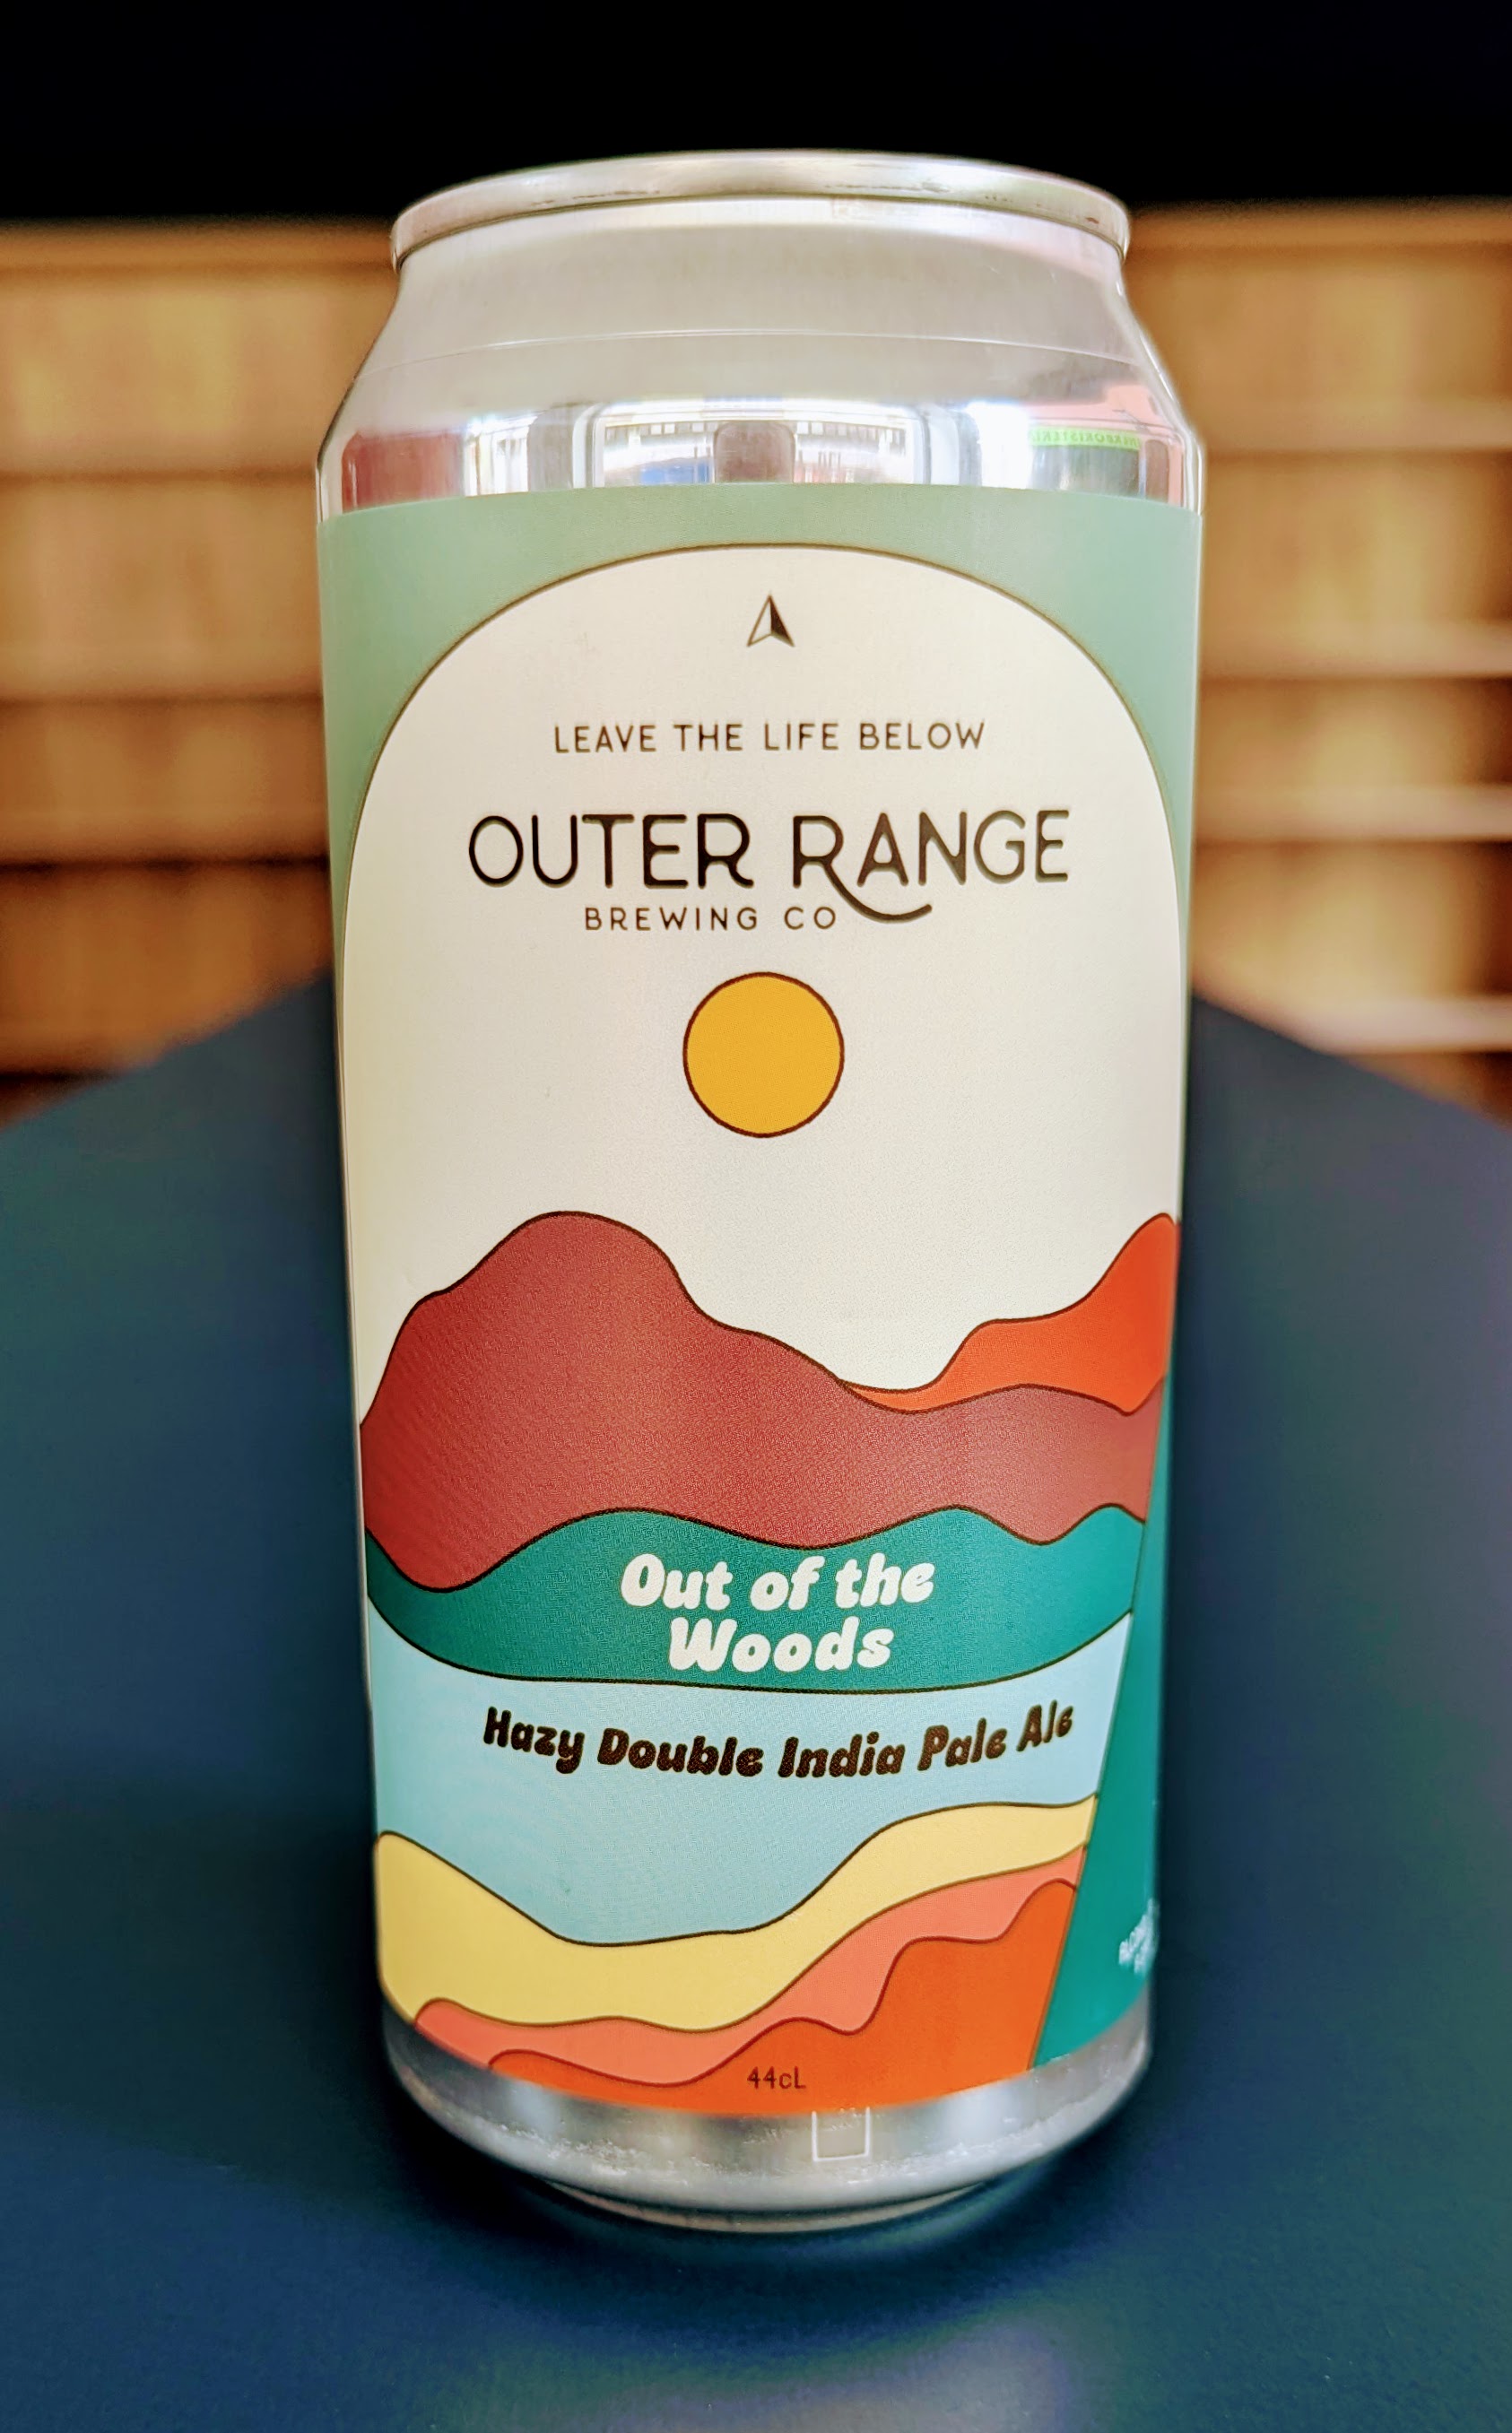 LEAVE THE LIFE BELOW
OUTER RANGE
BREWING CO
Out of the
Woods
Hazy Double India Pale Ale
44cL